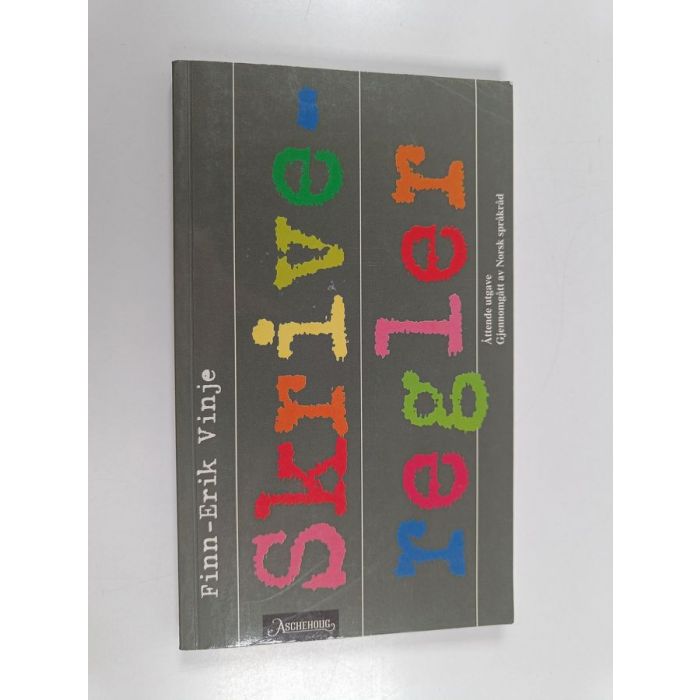 Finn-Erik Vinje
Skrive-
regler
Åttende utgave
Gjennomgått av Norsk språkråd
ASCHEHOUG